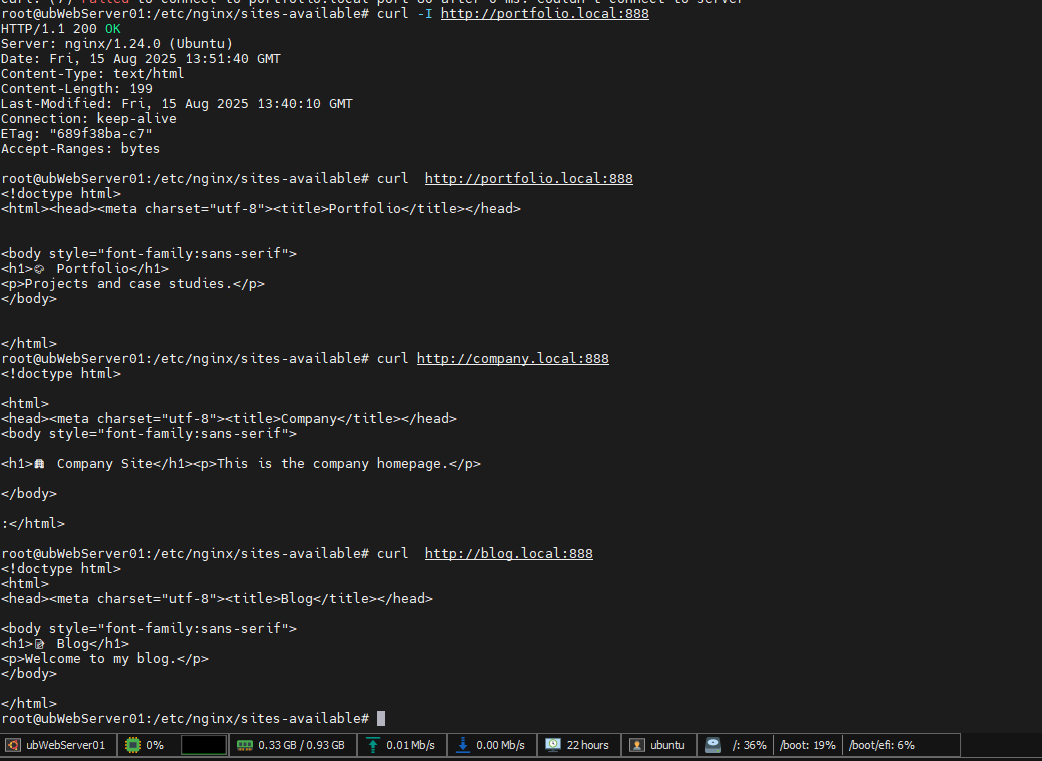 curl: (7) Failed to connect to portfolio.local port 80 after 0 ms: Couldn't connect to server
root@ubWebServer01:/etc/nginx/sites-available# curl -I http://portfolio.local:888
HTTP/1.1 200 OK
Server: nginx/1.24.0 (Ubuntu)
Date: Fri, 15 Aug 2025 13:51:40 GMT
Content-Type: text/html
Content-Length: 199
Last-Modified: Fri, 15 Aug 2025 13:40:10 GMT
Connection: keep-alive
ETag: "689f38ba-c7"
Accept-Ranges: bytes
root@ubWebServer01:/etc/nginx/sites-available# curl  http://portfolio.local:888
<!doctype html>
<html><head><meta charset="utf-8"><title>Portfolio</title></head>
<body style="font-family:sans-serif">
<h1>🎨 Portfolio</h1>
<p>Projects and case studies.</p>
</body>
</html>
root@ubWebServer01:/etc/nginx/sites-available# curl http://company.local:888
<!doctype html>
<html>
<head><meta charset="utf-8"><title>Company</title></head>
<body style="font-family:sans-serif">
<h1>🏢 Company Site</h1><p>This is the company homepage.</p>
</body>
:</html>
root@ubWebServer01:/etc/nginx/sites-available# curl  http://blog.local:888
<!doctype html>
<html>
<head><meta charset="utf-8"><title>Blog</title></head>
<body style="font-family:sans-serif">
<h1>📝 Blog</h1>
<p>Welcome to my blog.</p>
</body>
</html>
root@ubWebServer01:/etc/nginx/sites-available#
ubWebServer01 0% 0.33 GB / 0.93 GB 0.01 Mb/s 0.00 Mb/s 22 hours ubuntu /: 36% /boot: 19% /boot/efi: 6%